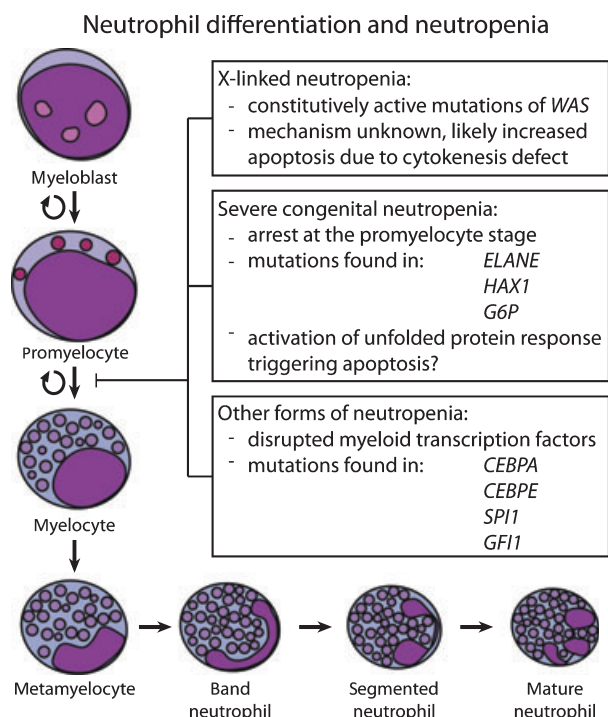 Neutrophil differentiation and neutropenia
Myeloblast
Promyelocyte
Myelocyte
X-linked neutropenia:
- constitutively active mutations of WAS
- mechanism unknown, likely increased
apoptosis due to cytokenesis defect
Severe congenital neutropenia:
- arrest at the promyelocyte stage
- mutations found in: ELANE
HAX1
G6P
- activation of unfolded protein response
triggering apoptosis?
Other forms of neutropenia:
- disrupted myeloid transcription factors
- mutations found in: CEBPA
CEBPE
SPI1
GFI1
Metamyelocyte
Band
neutrophil
Segmented
neutrophil
Mature
neutrophil